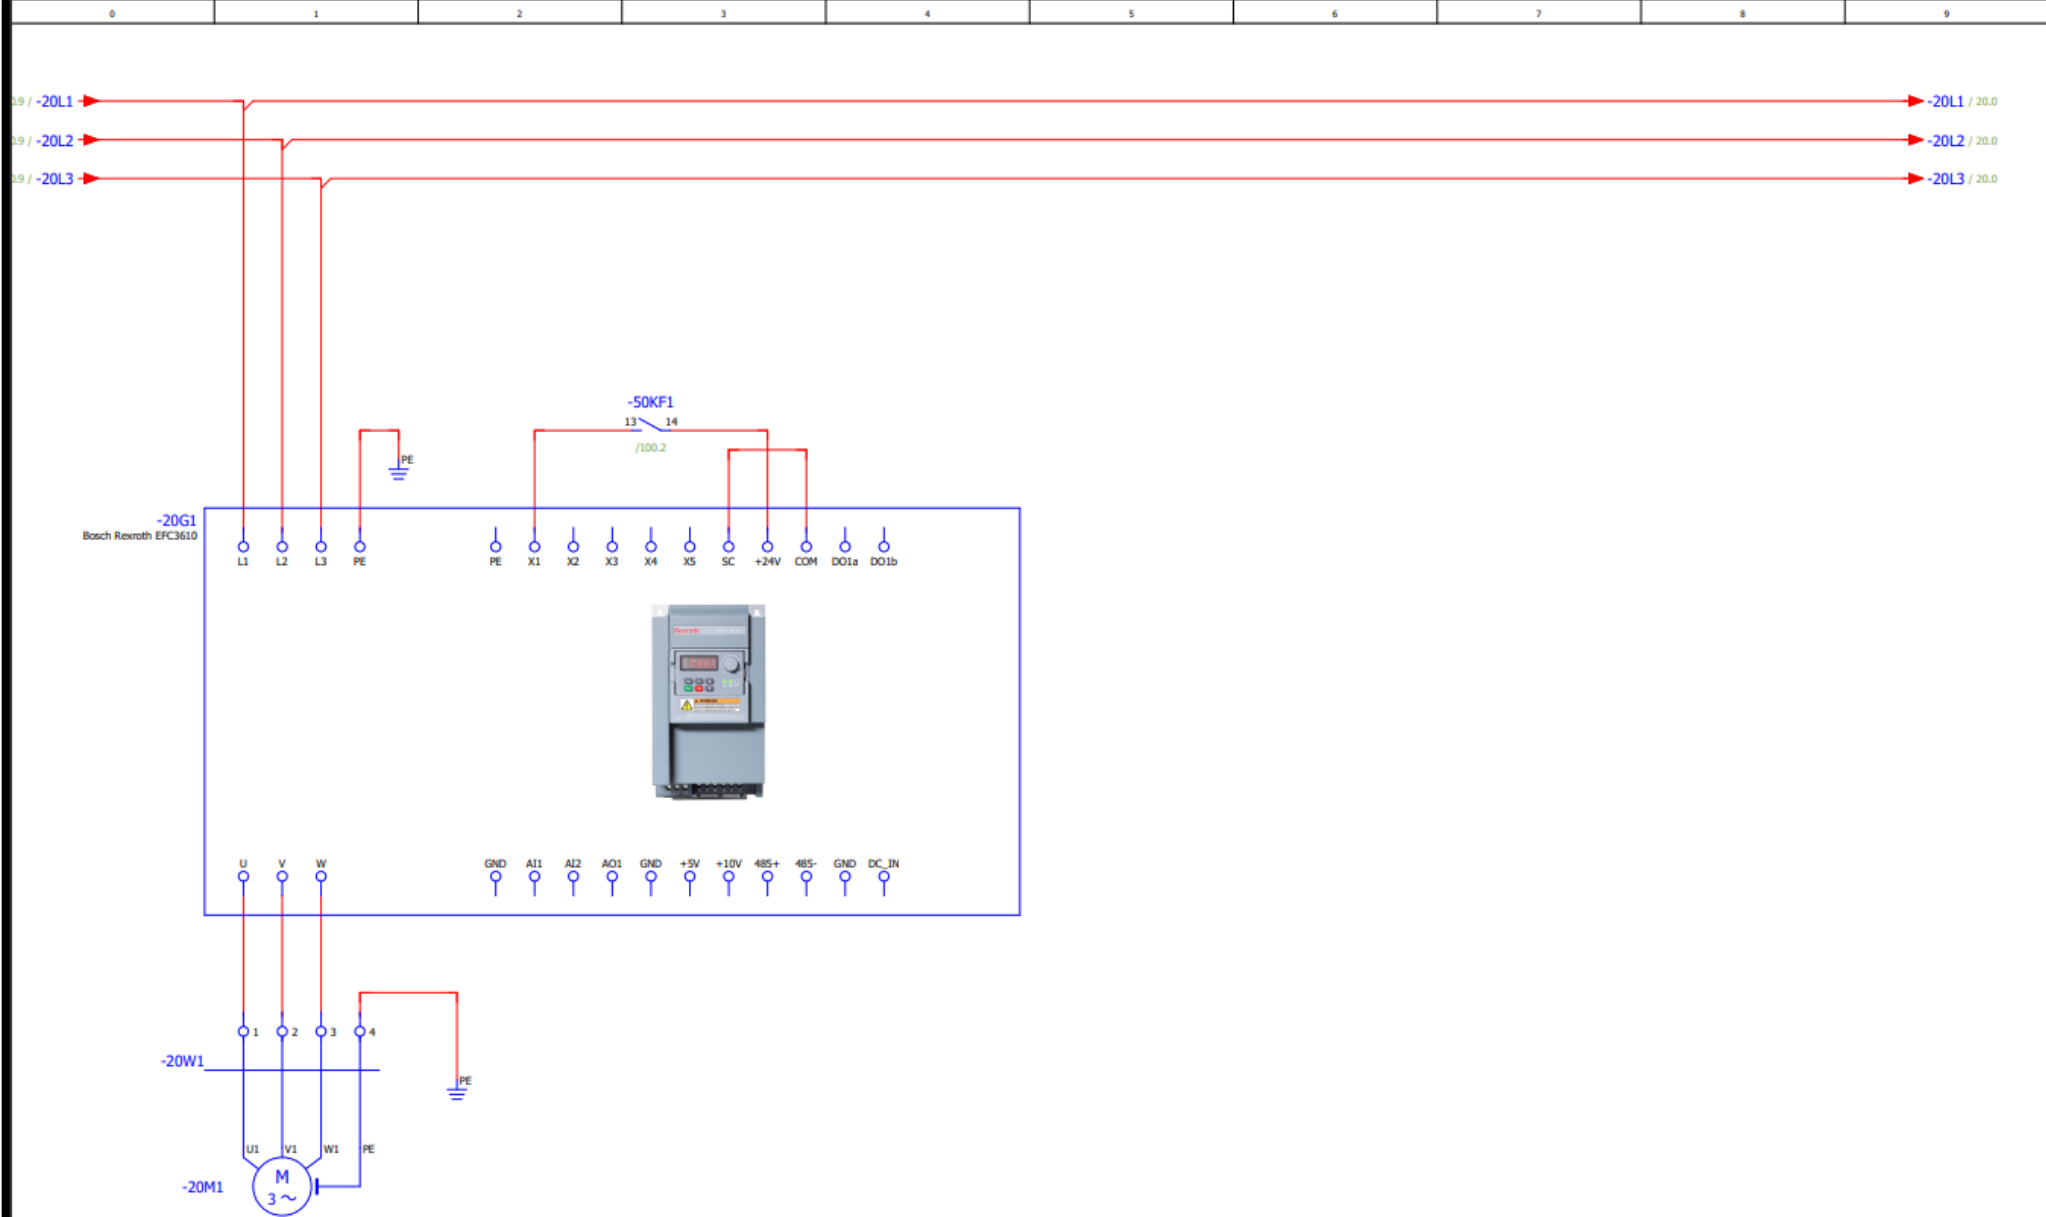 0 1 2 3 4 5 6 7 8 9
-20L1 -20L1 / 20.0
-20L2 -20L2 / 20.0
-20L3 -20L3 / 20.0
-50KF1
13 14
/100.2
PE
-20G1
Bosch Rexroth EFC3610
L1 L2 L3 PE PE X1 X2 X3 X4 X5 SC +24V COM DO1a DO1b
Rexroth
U V W GND AI1 AI2 AO1 GND +5V +10V 485+ 485- GND DC_IN
1 2 3 4
-20W1
PE
U1 V1 W1 PE
-20M1
M
3 ~